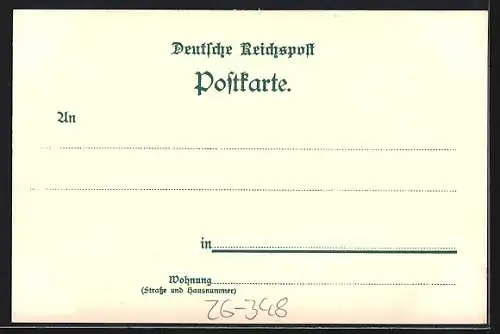 Deutsche Reichspost
Postkarte.
An
in
Wohnung
(Straße und Hausnummer)
26-348